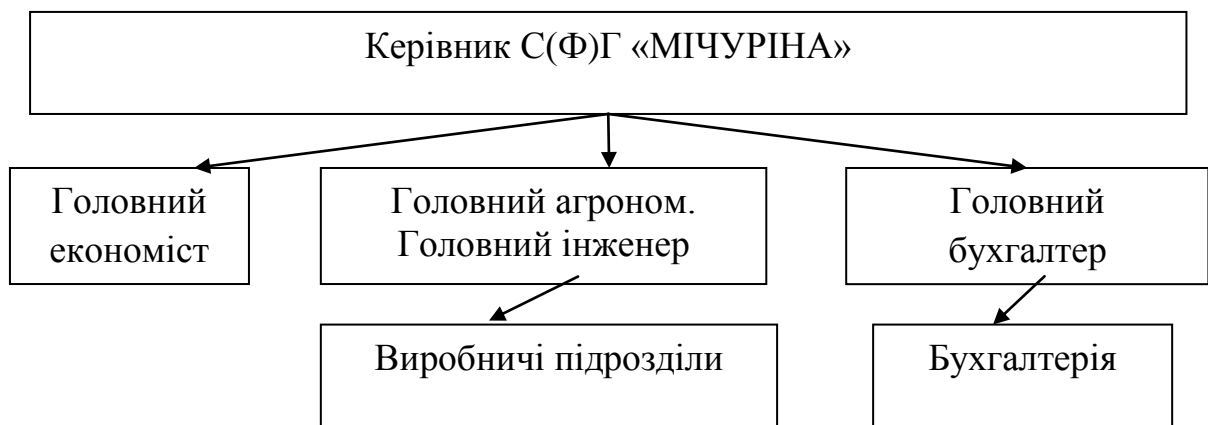 Керівник С(Ф)Г «МІЧУРІНА»
Головний
економіст
Головний агроном.
Головний інженер
Головний
бухгалтер
Виробничі підрозділи
Бухгалтерія